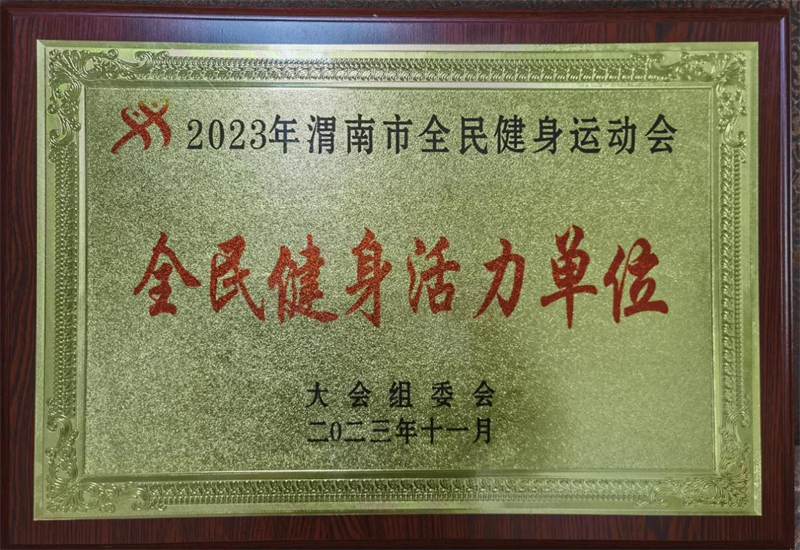 2023年渭南市全民健身运动会
全民健身活力单位
大会组委会
二0二三年十一月